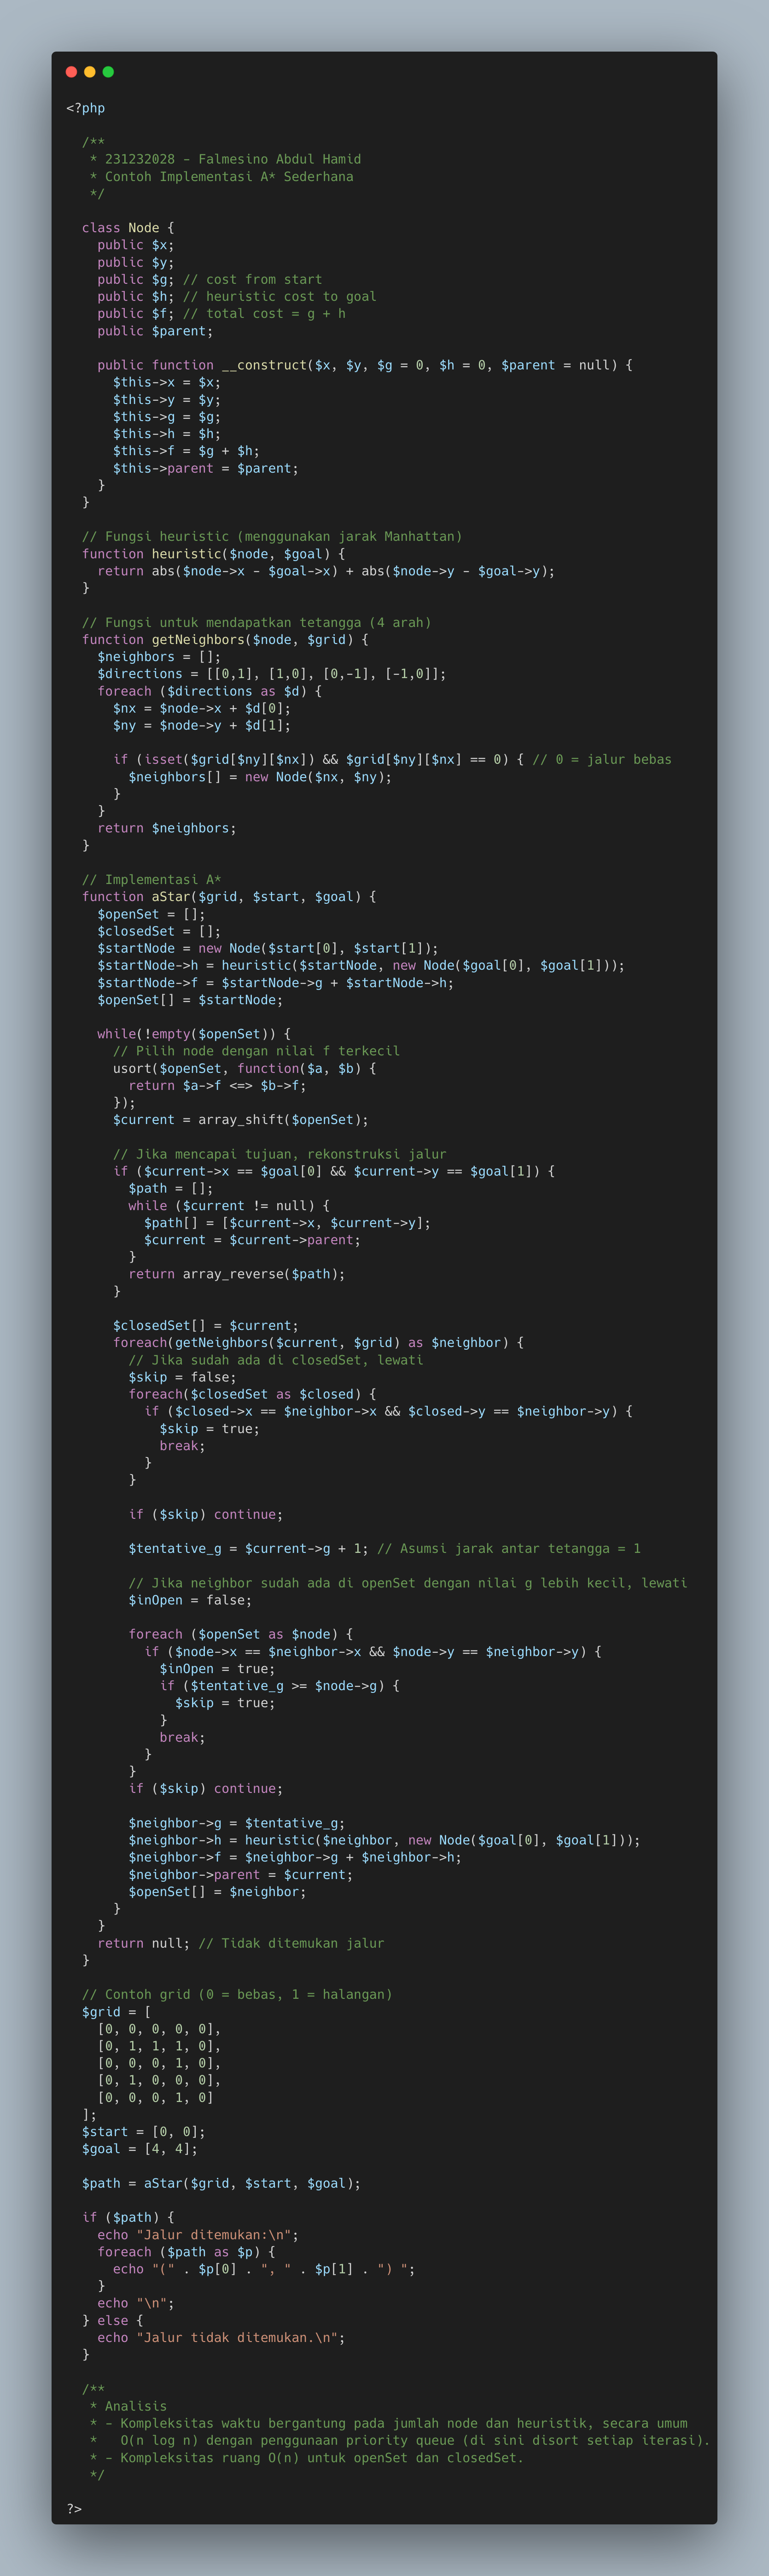 <?php
/**
 * 231232028 - Falmesino Abdul Hamid
 * Contoh Implementasi A* Sederhana
 */
class Node {
public $x;
public $y;
public $g; // cost from start
public $h; // heuristic cost to goal
public $f; // total cost = g + h
public $parent;
public function __construct($x, $y, $g = 0, $h = 0, $parent = null) {
$this->x = $x;
$this->y = $y;
$this->g = $g;
$this->h = $h;
$this->f = $g + $h;
$this->parent = $parent;
}
}
// Fungsi heuristic (menggunakan jarak Manhattan)
function heuristic($node, $goal) {
return abs($node->x - $goal->x) + abs($node->y - $goal->y);
}
// Fungsi untuk mendapatkan tetangga (4 arah)
function getNeighbors($node, $grid) {
$neighbors = [];
$directions = [[0,1], [1,0], [0,-1], [-1,0]];
foreach ($directions as $d) {
$nx = $node->x + $d[0];
$ny = $node->y + $d[1];
if (isset($grid[$ny][$nx]) && $grid[$ny][$nx] == 0) { // 0 = jalur bebas
$neighbors[] = new Node($nx, $ny);
}
}
return $neighbors;
}
// Implementasi A*
function aStar($grid, $start, $goal) {
$openSet = [];
$closedSet = [];
$startNode = new Node($start[0], $start[1]);
$startNode->h = heuristic($startNode, new Node($goal[0], $goal[1]));
$startNode->f = $startNode->g + $startNode->h;
$openSet[] = $startNode;
while(!empty($openSet)) {
// Pilih node dengan nilai f terkecil
usort($openSet, function($a, $b) {
return $a->f <=> $b->f;
});
$current = array_shift($openSet);
// Jika mencapai tujuan, rekonstruksi jalur
if ($current->x == $goal[0] && $current->y == $goal[1]) {
$path = [];
while ($current != null) {
$path[] = [$current->x, $current->y];
$current = $current->parent;
}
return array_reverse($path);
}
$closedSet[] = $current;
foreach(getNeighbors($current, $grid) as $neighbor) {
// Jika sudah ada di closedSet, lewati
$skip = false;
foreach($closedSet as $closed) {
if ($closed->x == $neighbor->x && $closed->y == $neighbor->y) {
$skip = true;
break;
}
}
if ($skip) continue;
$tentative_g = $current->g + 1; // Asumsi jarak antar tetangga = 1
// Jika neighbor sudah ada di openSet dengan nilai g lebih kecil, lewati
$inOpen = false;
foreach ($openSet as $node) {
if ($node->x == $neighbor->x && $node->y == $neighbor->y) {
$inOpen = true;
if ($tentative_g >= $node->g) {
$skip = true;
}
break;
}
}
if ($skip) continue;
$neighbor->g = $tentative_g;
$neighbor->h = heuristic($neighbor, new Node($goal[0], $goal[1]));
$neighbor->f = $neighbor->g + $neighbor->h;
$neighbor->parent = $current;
$openSet[] = $neighbor;
}
}
return null; // Tidak ditemukan jalur
}
// Contoh grid (0 = bebas, 1 = halangan)
$grid = [
[0, 0, 0, 0, 0],
[0, 1, 1, 1, 0],
[0, 0, 0, 1, 0],
[0, 1, 0, 0, 0],
[0, 0, 0, 1, 0]
];
$start = [0, 0];
$goal = [4, 4];
$path = aStar($grid, $start, $goal);
if ($path) {
echo "Jalur ditemukan:\n";
foreach ($path as $p) {
echo "(" . $p[0] . ", " . $p[1] . ") ";
}
echo "\n";
} else {
echo "Jalur tidak ditemukan.\n";
}
/**
 * Analisis
 * - Kompleksitas waktu bergantung pada jumlah node dan heuristik, secara umum
 *   O(n log n) dengan penggunaan priority queue (di sini disort setiap iterasi).
 * - Kompleksitas ruang O(n) untuk openSet dan closedSet.
 */
?>